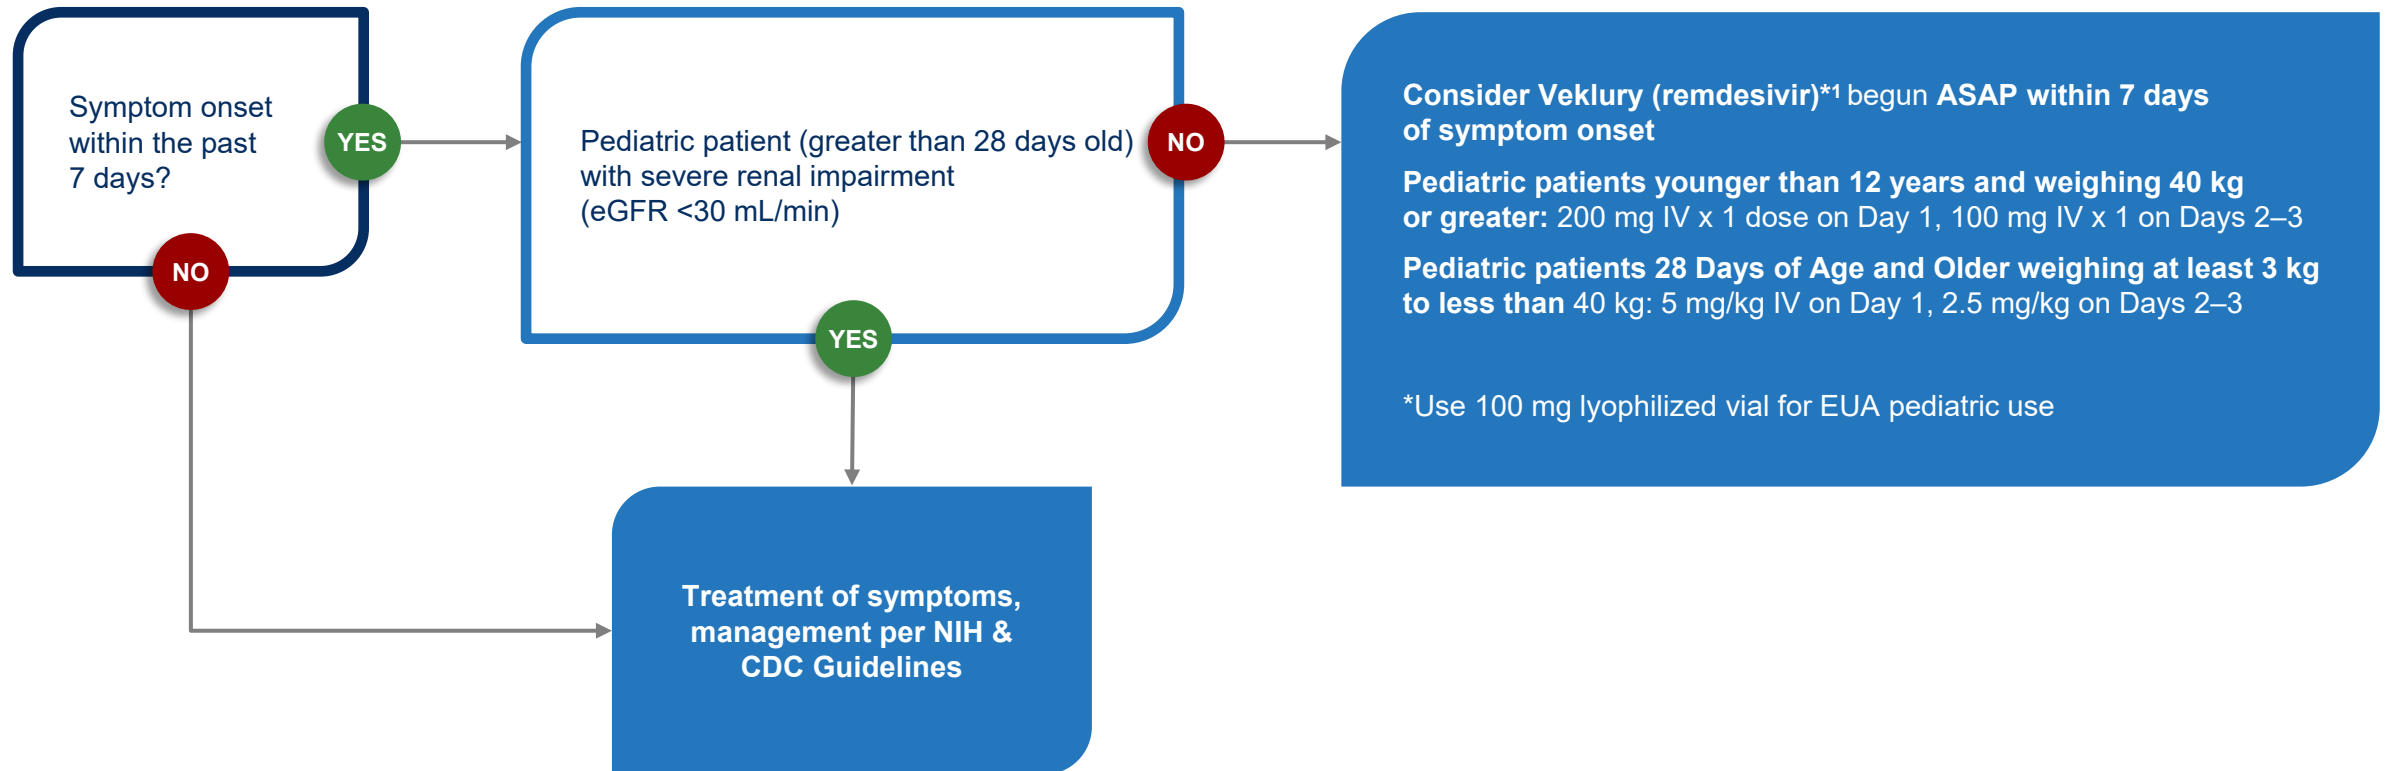 Symptom onset
within the past
7 days?
YES
NO
Pediatric patient (greater than 28 days old)
with severe renal impairment
(eGFR <30 mL/min)
NO
YES
Consider Veklury (remdesivir)*¹ begun ASAP within 7 days
of symptom onset
Pediatric patients younger than 12 years and weighing 40 kg
or greater: 200 mg IV x 1 dose on Day 1, 100 mg IV x 1 on Days 2–3
Pediatric patients 28 Days of Age and Older weighing at least 3 kg
to less than 40 kg: 5 mg/kg IV on Day 1, 2.5 mg/kg on Days 2–3
*Use 100 mg lyophilized vial for EUA pediatric use
Treatment of symptoms,
management per NIH &
CDC Guidelines